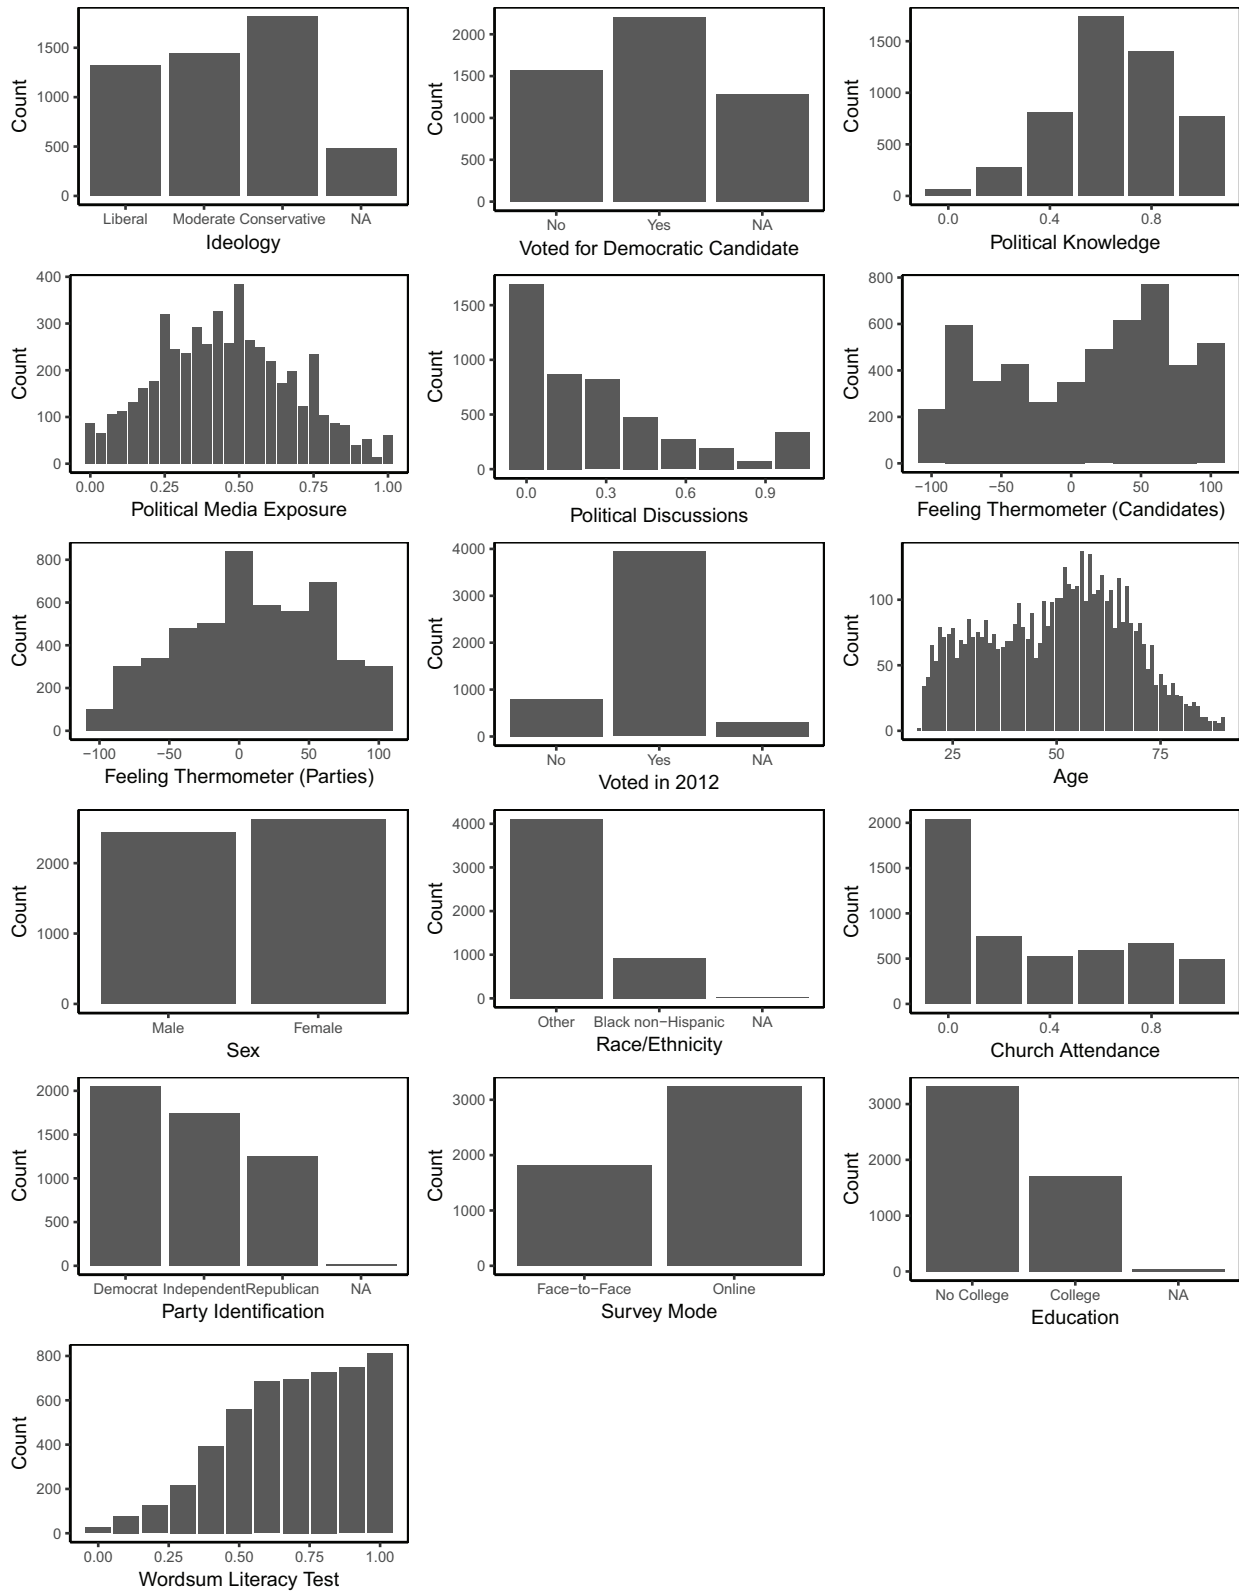 Count
1500
1000
500
0
Liberal Moderate Conservative NA
Ideology
Count
2000
1500
1000
500
0
No Yes NA
Voted for Democratic Candidate
Count
1500
1000
500
0
0.0 0.4 0.8
Political Knowledge
Count
400
300
200
100
0
0.00 0.25 0.50 0.75 1.00
Political Media Exposure
Count
1500
1000
500
0
0.0 0.3 0.6 0.9
Political Discussions
Count
800
600
400
200
0
−100 −50 0 50 100
Feeling Thermometer (Candidates)
Count
800
600
400
200
0
−100 −50 0 50 100
Feeling Thermometer (Parties)
Count
4000
3000
2000
1000
0
No Yes NA
Voted in 2012
Count
100
50
0
25 50 75
Age
Count
2000
1000
0
Male Female
Sex
Count
4000
3000
2000
1000
0
Other Black non−Hispanic NA
Race/Ethnicity
Count
2000
1500
1000
500
0
0.0 0.4 0.8
Church Attendance
Count
2000
1500
1000
500
0
Democrat Independent Republican NA
Party Identification
Count
3000
2000
1000
0
Face−to−Face Online
Survey Mode
Count
3000
2000
1000
0
No College College NA
Education
Count
800
600
400
200
0
0.00 0.25 0.50 0.75 1.00
Wordsum Literacy Test